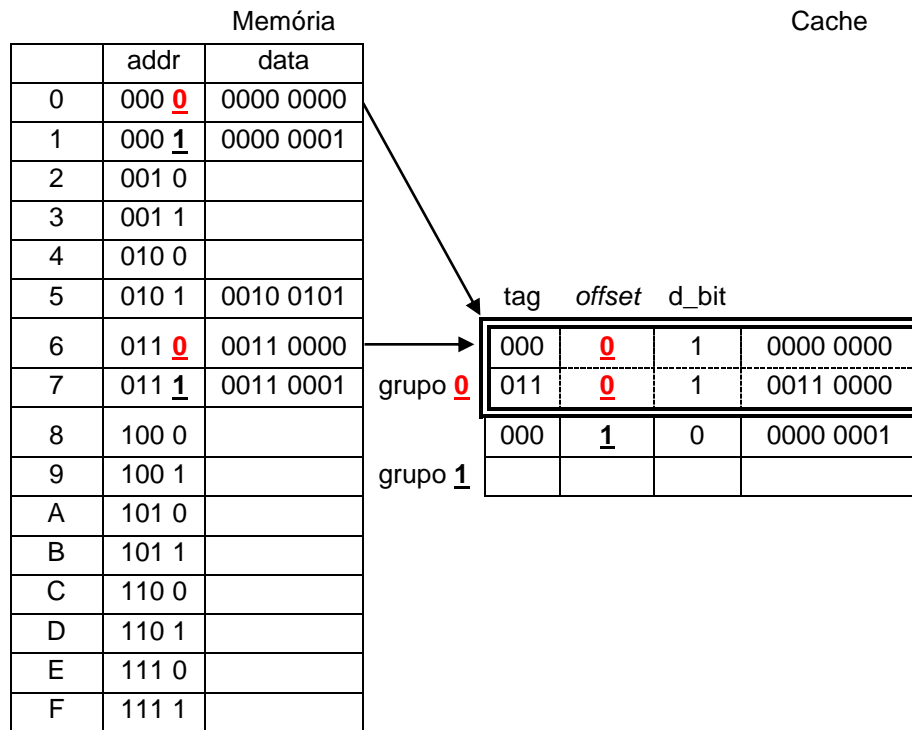 Memória Cache
addr data
0 000 0 0000 0000
1 000 1 0000 0001
2 001 0
3 001 1
4 010 0
5 010 1 0010 0101 tag offset d_bit
6 011 0 0011 0000 000 0 1 0000 0000
7 011 1 0011 0001 grupo 0 011 0 1 0011 0000
8 100 0 000 1 0 0000 0001
9 100 1 grupo 1
A 101 0
B 101 1
C 110 0
D 110 1
E 111 0
F 111 1